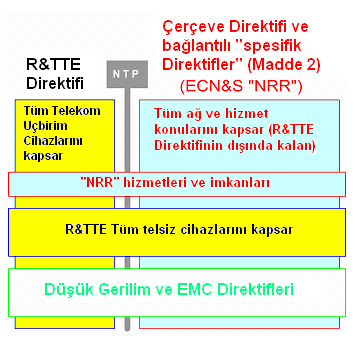 R&TTE
Direktifi
NTP
Çerçeve Direktifi ve
bağlantılı "spesifik
Direktifler" (Madde 2)
(ECN&S "NRR")
Tüm Telekom
Uçbirim
Cihazlarını
kapsar
Tüm ağ ve hizmet
konularını kapsar (R&TTE
Direktifinin dışında kalan)
"NRR" hizmetleri ve imkanları
R&TTE Tüm telsiz cihazlarını kapsar
Düşük Gerilim ve EMC Direktifleri